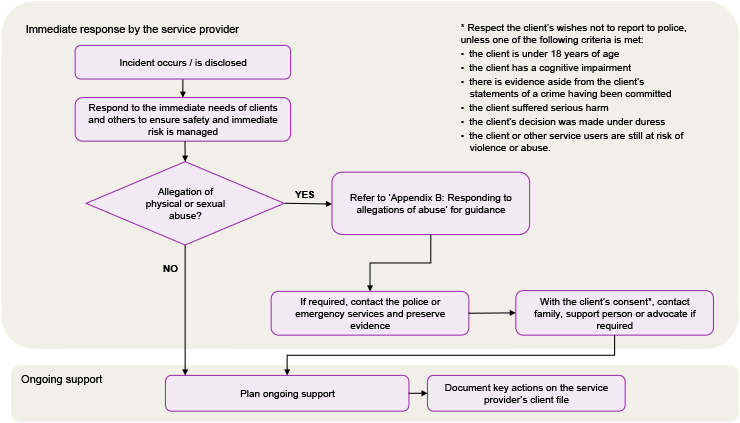 Immediate response by the service provider
Incident occurs / is disclosed
Respond to the immediate needs of clients
and others to ensure safety and immediate
risk is managed
* Respect the client's wishes not to report to police,
unless one of the following criteria is met:
• the client is under 18 years of age
• the client has a cognitive impairment
• there is evidence aside from the client's
statements of a crime having been committed
• the client suffered serious harm
• the client's decision was made under duress
• the client or other service users are still at risk of
violence or abuse.
Allegation of
physical or sexual
abuse?
YES
Refer to 'Appendix B: Responding to
allegations of abuse' for guidance
NO
If required, contact the police or
emergency services and preserve
evidence
With the client's consent*, contact
family, support person or advocate if
required
Ongoing support
Plan ongoing support
Document key actions on the service
provider's client file